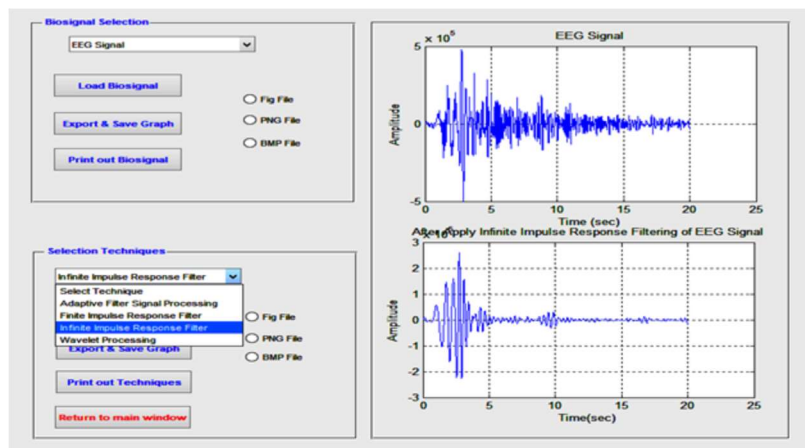 Biosignal Selection
EEG Signal
Load Biosignal
Export & Save Graph
Print out Biosignal
Fig File
PNG File
BMP File
Selection Techniques
Infinite Impulse Response Filter
Select Technique
Adaptive Filter Signal Processing
Finite Impulse Response Filter
Infinite Impulse Response Filter
Wavelet Processing
Export & Save Graph
Print out Techniques
Return to main window
Fig File
PNG File
BMP File
EEG Signal
5 × 10⁵
0
-5
Amplitude
0 5 10 15 20 25
Time (sec)
After Apply Infinite Impulse Response Filtering of EEG Signal
3
2
1
0
-1
-2
-3
Amplitude
0 5 10 15 20 25
Time(sec)